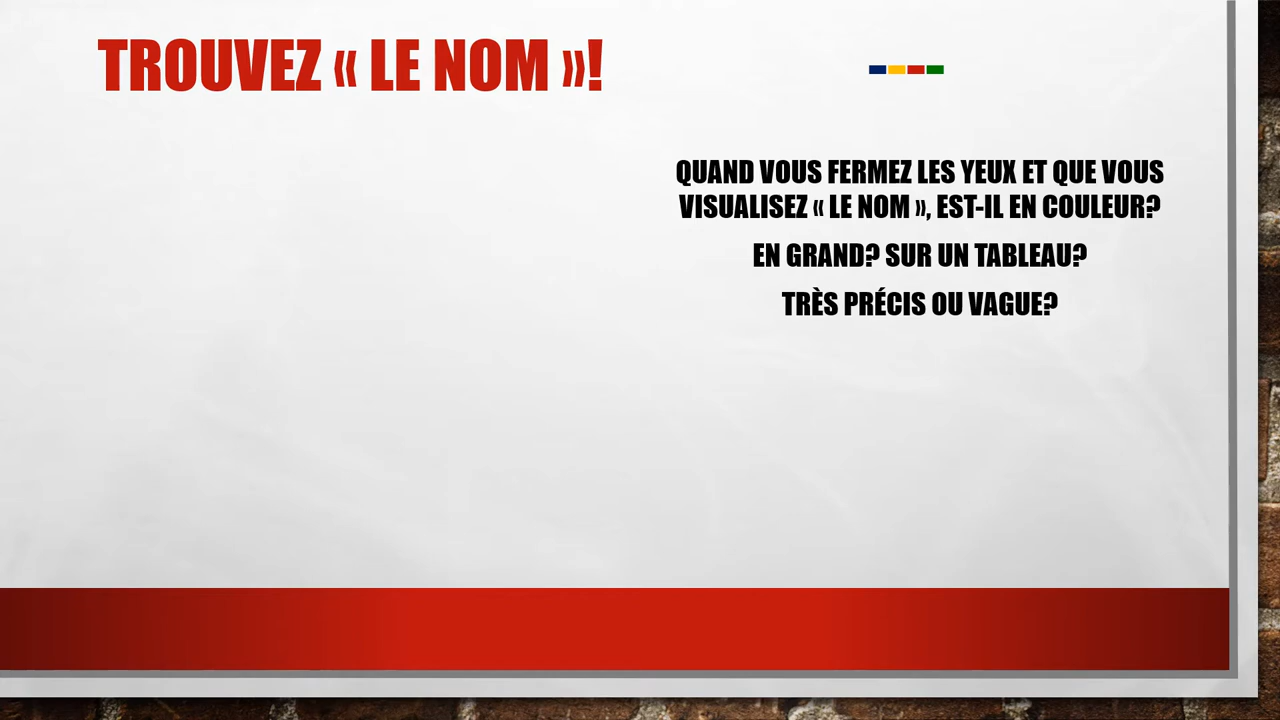 TROUVEZ « LE NOM »!
QUAND VOUS FERMEZ LES YEUX ET QUE VOUS
VISUALISEZ « LE NOM », EST-IL EN COULEUR?
EN GRAND? SUR UN TABLEAU?
TRÈS PRÉCIS OU VAGUE?